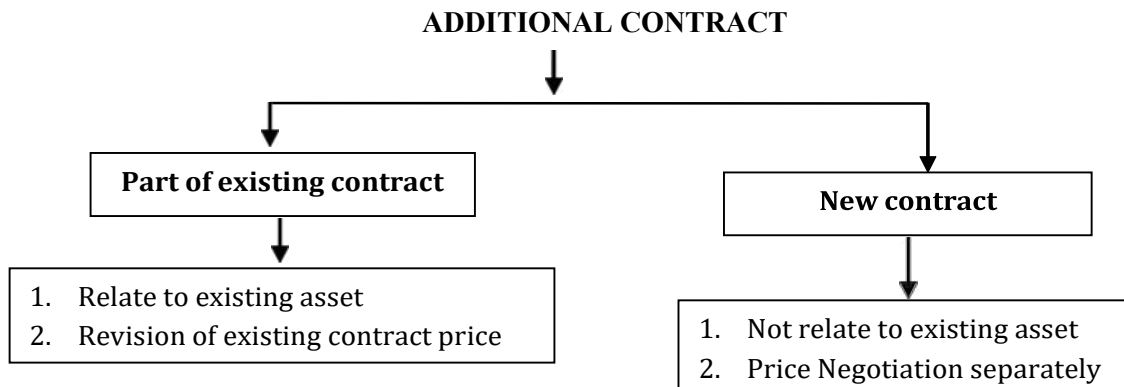 ADDITIONAL CONTRACT
Part of existing contract
New contract
1. Relate to existing asset
2. Revision of existing contract price
1. Not relate to existing asset
2. Price Negotiation separately